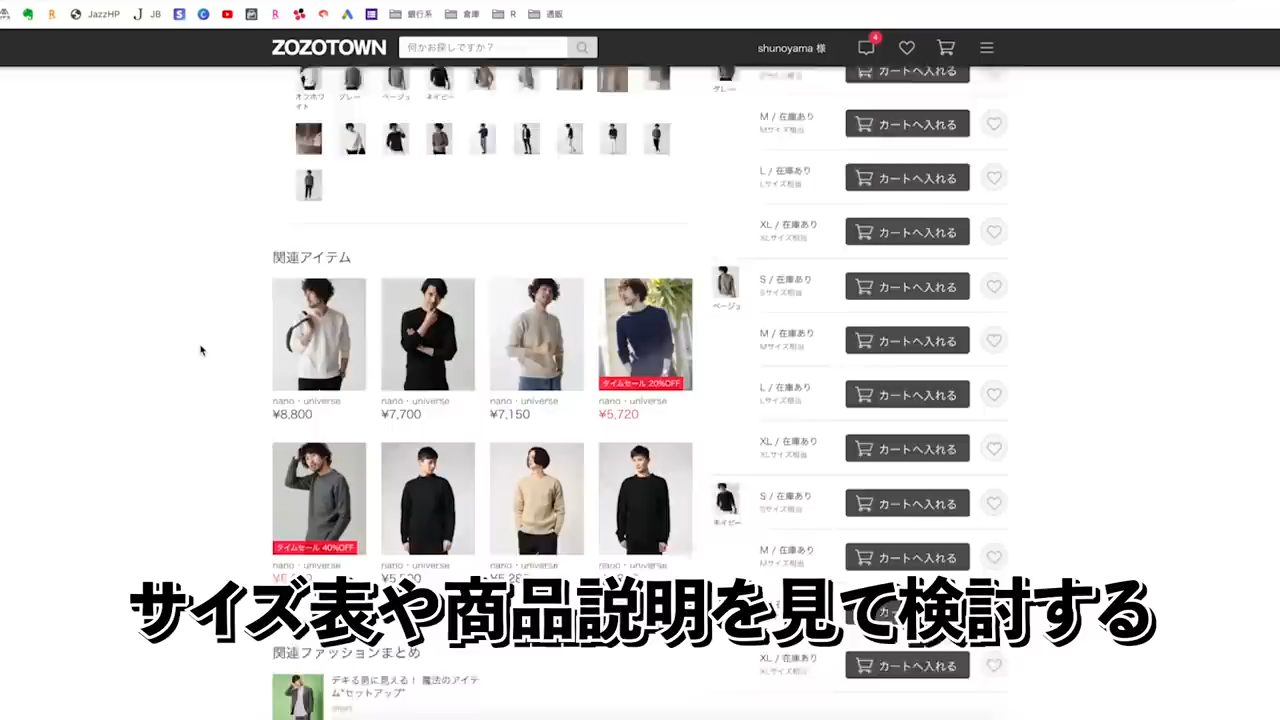 JazzHP
JB
銀行系
倉庫
R
通販
ZOZOTOWN
何かお探しですか？
shunoyama 様
4
オンホワイト
グレー
ベージュ
ネイビー
関連アイテム
nano・universe
¥8,800
nano・universe
¥7,700
nano・universe
¥7,150
タイムセール 20%OFF
nano・universe
¥5,720
タイムセール 40%OFF
nano・universe
nano・universe
nano・universe
nano・universe
関連ファッションまとめ
デキる男に見える！ 魔法のアイテ
ム"セットアップ"
グレー
カートへ入れる
M / 在庫あり
Mサイズ相当
カートへ入れる
L / 在庫あり
Lサイズ相当
カートへ入れる
XL / 在庫あり
XLサイズ相当
カートへ入れる
ベージュ
S / 在庫あり
Sサイズ相当
カートへ入れる
M / 在庫あり
Mサイズ相当
カートへ入れる
L / 在庫あり
Lサイズ相当
カートへ入れる
XL / 在庫あり
XLサイズ相当
カートへ入れる
ネイビー
S / 在庫あり
Sサイズ相当
カートへ入れる
M / 在庫あり
Mサイズ相当
カートへ入れる
XL / 在庫あり
XLサイズ相当
カートへ入れる
サイズ表や商品説明を見て検討する